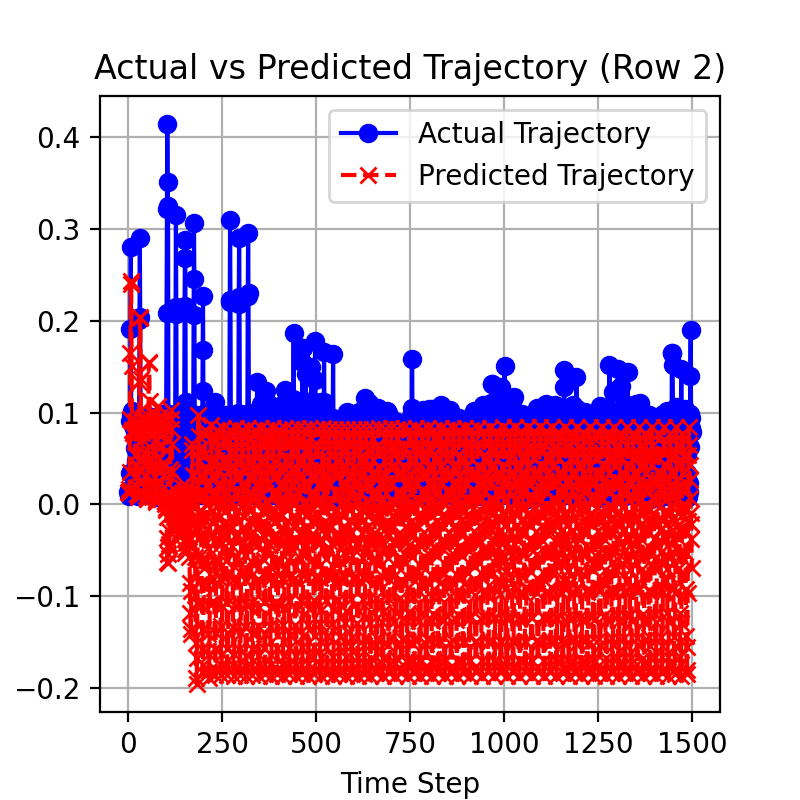 Actual vs Predicted Trajectory (Row 2)
Actual Trajectory
Predicted Trajectory
0.4
0.3
0.2
0.1
0.0
−0.1
−0.2
0 250 500 750 1000 1250 1500
Time Step